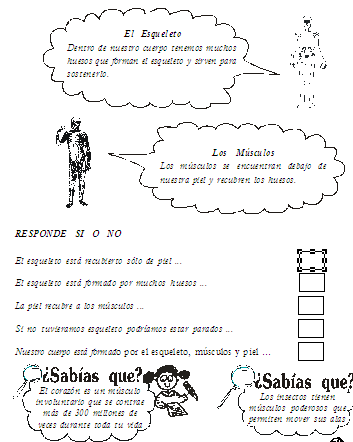 El Esqueleto
Dentro de nuestro cuerpo tenemos muchos
huesos que forman el esqueleto y sirven para
sostenerlo.
Los Músculos
Los músculos se encuentran debajo de
nuestra piel y recubren los huesos.
RESPONDE SI O NO
El esqueleto está recubierto sólo de piel ...
El esqueleto está formado por muchos huesos ...
La piel recubre a los músculos ...
Si no tuvieramos esqueleto podríamos estar parados ...
Nuestro cuerpo está formado por el esqueleto, músculos y piel ...
¿Sabías que?
El corazón es un músculo
involuntario que se contrae
más de 300 millones de
veces durante toda tu vida
¿Sabías que?
Los insectos tienen
músculos poderosos que
permiten mover sus alas